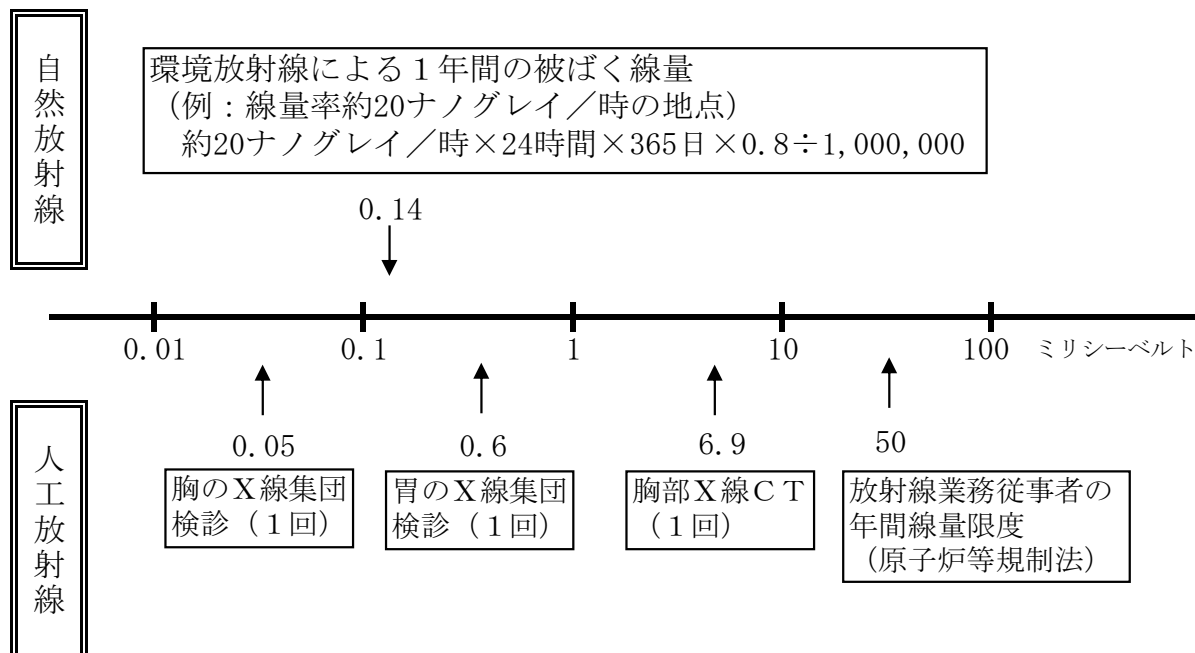 自然放射線
環境放射線による１年間の被ばく線量
（例：線量率約20ナノグレイ／時の地点）
約20ナノグレイ／時×24時間×365日×0.8÷1,000,000
0.14
0.01 0.1 1 10 100 ミリシーベルト
0.05 0.6 6.9 50
人工放射線
胸のＸ線集団
検診（１回）
胃のＸ線集団
検診（１回）
胸部Ｘ線ＣＴ
（１回）
放射線業務従事者の
年間線量限度
（原子炉等規制法）